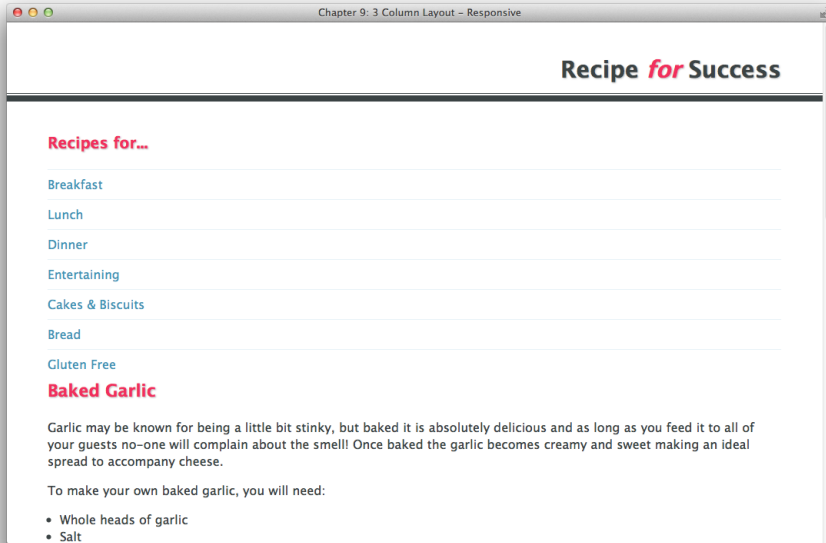 Chapter 9: 3 Column Layout – Responsive
Recipe for Success
Recipes for...
Breakfast
Lunch
Dinner
Entertaining
Cakes & Biscuits
Bread
Gluten Free
Baked Garlic
Garlic may be known for being a little bit stinky, but baked it is absolutely delicious and as long as you feed it to all of
your guests no-one will complain about the smell! Once baked the garlic becomes creamy and sweet making an ideal
spread to accompany cheese.
To make your own baked garlic, you will need:
• Whole heads of garlic
• Salt